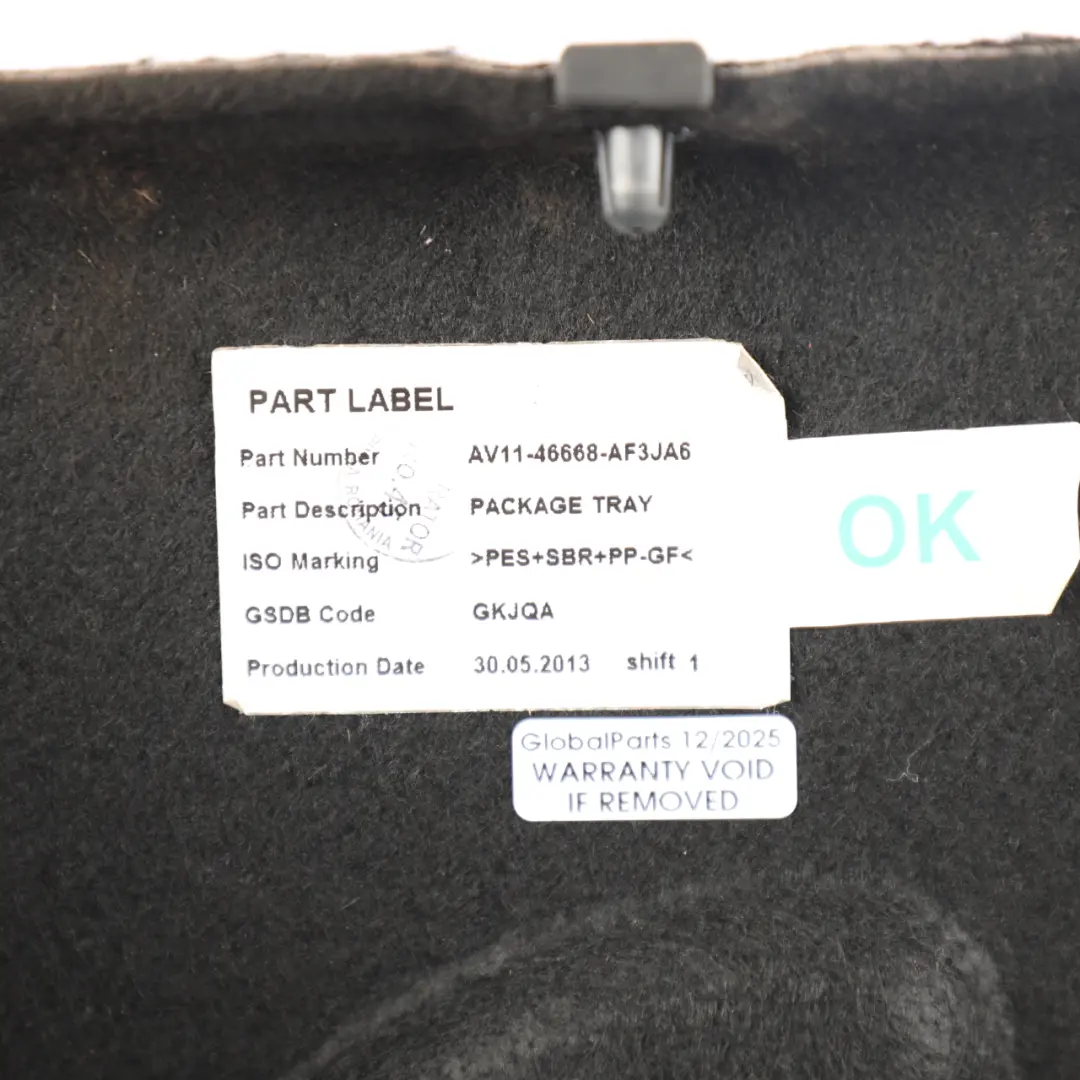 PART LABEL
Part Number AV11-46668-AF3JA6
Part Description PACKAGE TRAY
ISO Marking >PES+SBR+PP-GF<
GSDB Code GKJQA
Production Date 30.05.2013 shift 1
OK
GlobalParts 12/2025
WARRANTY VOID
IF REMOVED